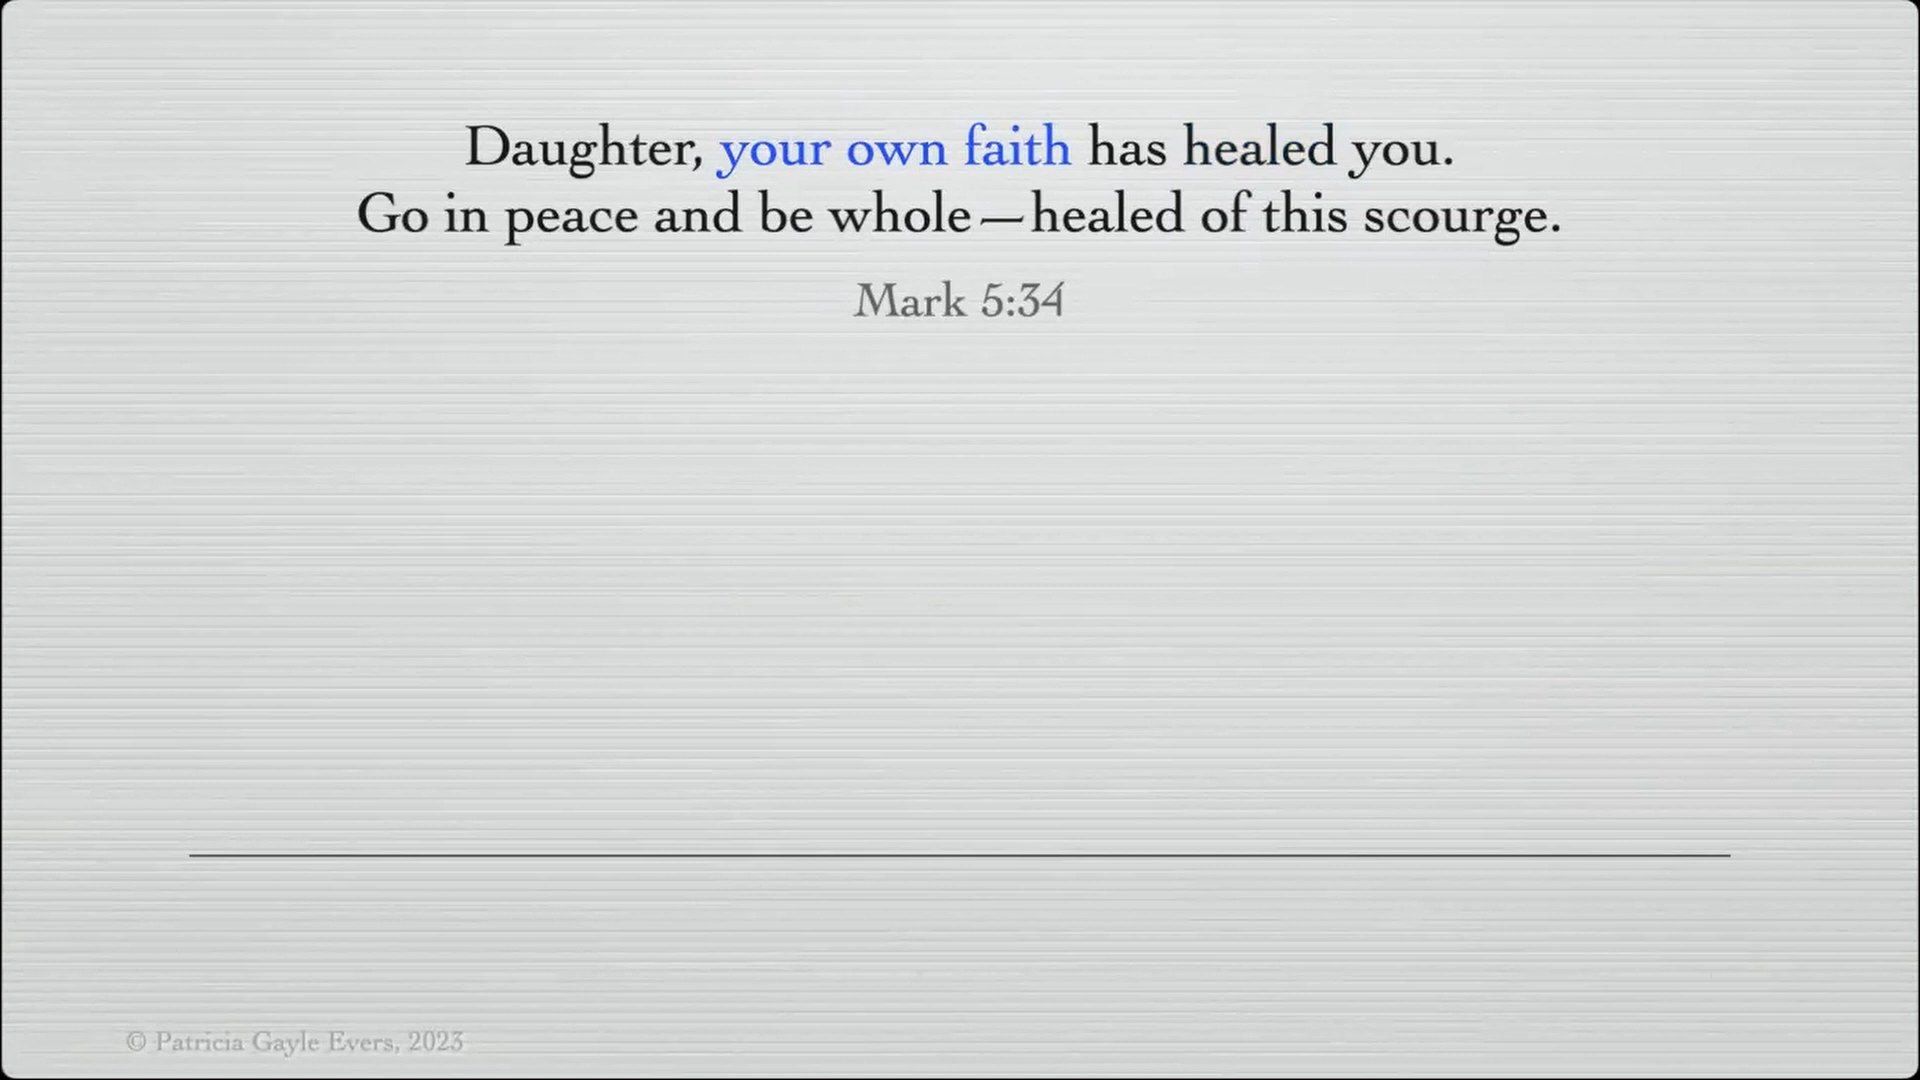 Daughter, your own faith has healed you.
Go in peace and be whole—healed of this scourge.
Mark 5:34
© Patricia Gayle Evers, 2023